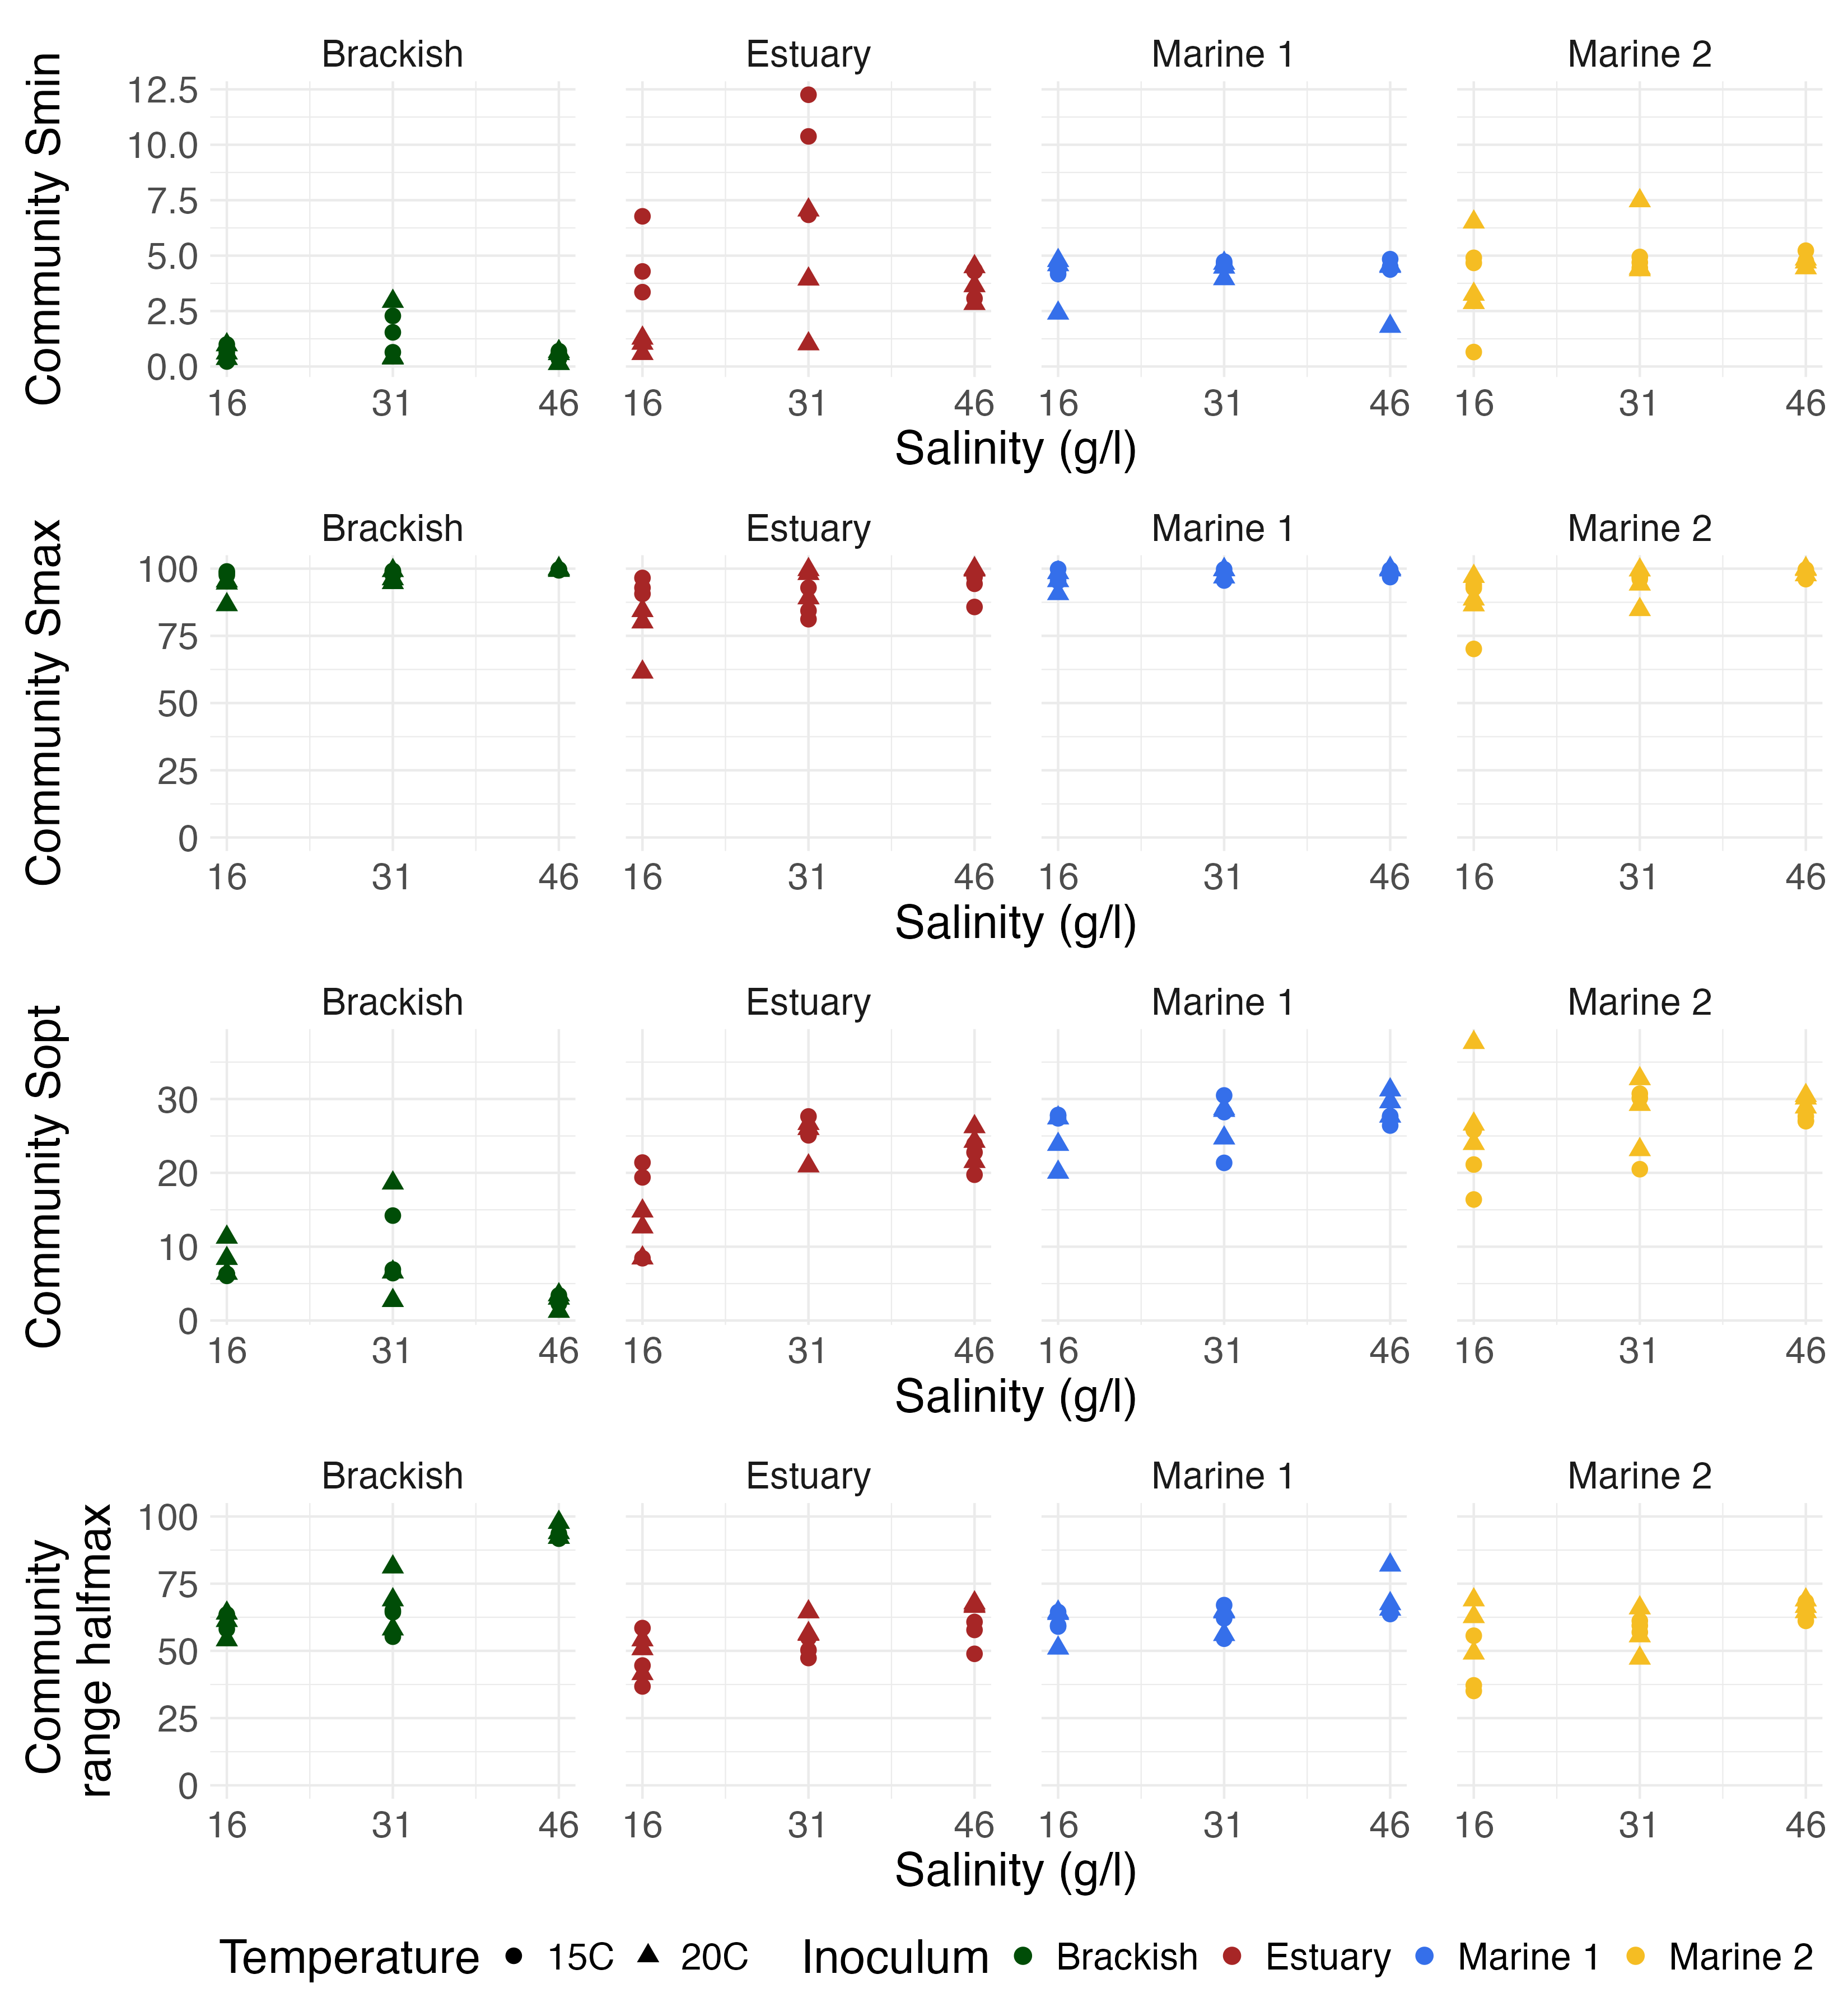 Brackish Estuary Marine 1 Marine 2
Community Smin
12.5
10.0
7.5
5.0
2.5
0.0
16 31 46 16 31 46 16 31 46 16 31 46
Salinity (g/l)
Brackish Estuary Marine 1 Marine 2
Community Smax
100
75
50
25
0
16 31 46 16 31 46 16 31 46 16 31 46
Salinity (g/l)
Brackish Estuary Marine 1 Marine 2
Community Sopt
30
20
10
0
16 31 46 16 31 46 16 31 46 16 31 46
Salinity (g/l)
Brackish Estuary Marine 1 Marine 2
Community
range halfmax
100
75
50
25
0
16 31 46 16 31 46 16 31 46 16 31 46
Salinity (g/l)
Temperature 15C 20C Inoculum Brackish Estuary Marine 1 Marine 2